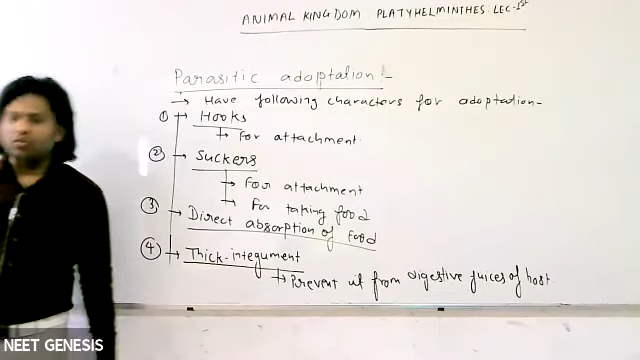 ANIMAL KINGDOM PLATYHELMINTHES: LEC-1st
Parasitic adoptation!-
→ Have following characters for adoptation-
① → Hooks
↳ For attachment.
② → Suckers
→ For attachment
→ For taking food
③ → Direct absorption of food
④ → Thick-integument
→ Prevent it from digestive juices of host.
NEET GENESIS